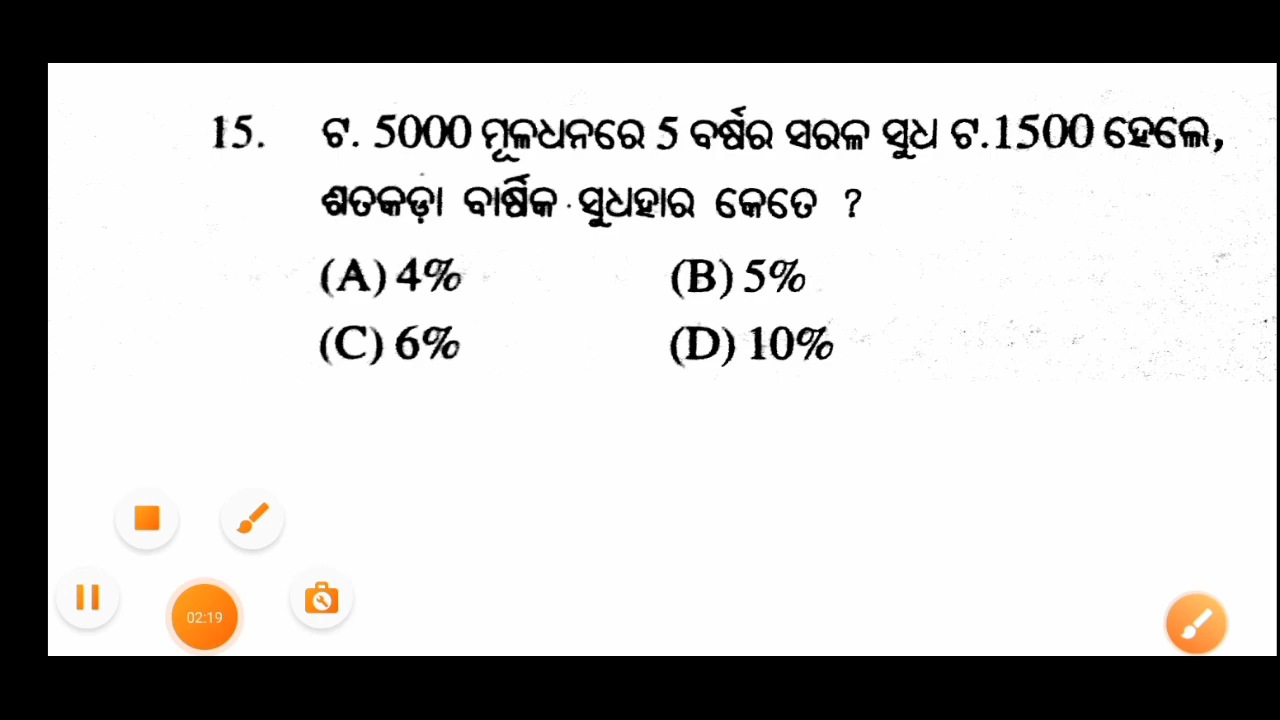 15. ଟ. 5000 ମୂଳଧନରେ 5 ବର୍ଷର ସରଳ ସୁଧ ଟ.1500 ହେଲେ,
ଶତକଡ଼ା ବାର୍ଷିକ ସୁଧହାର କେତେ ?
(A) 4% (B) 5%
(C) 6% (D) 10%
02:19